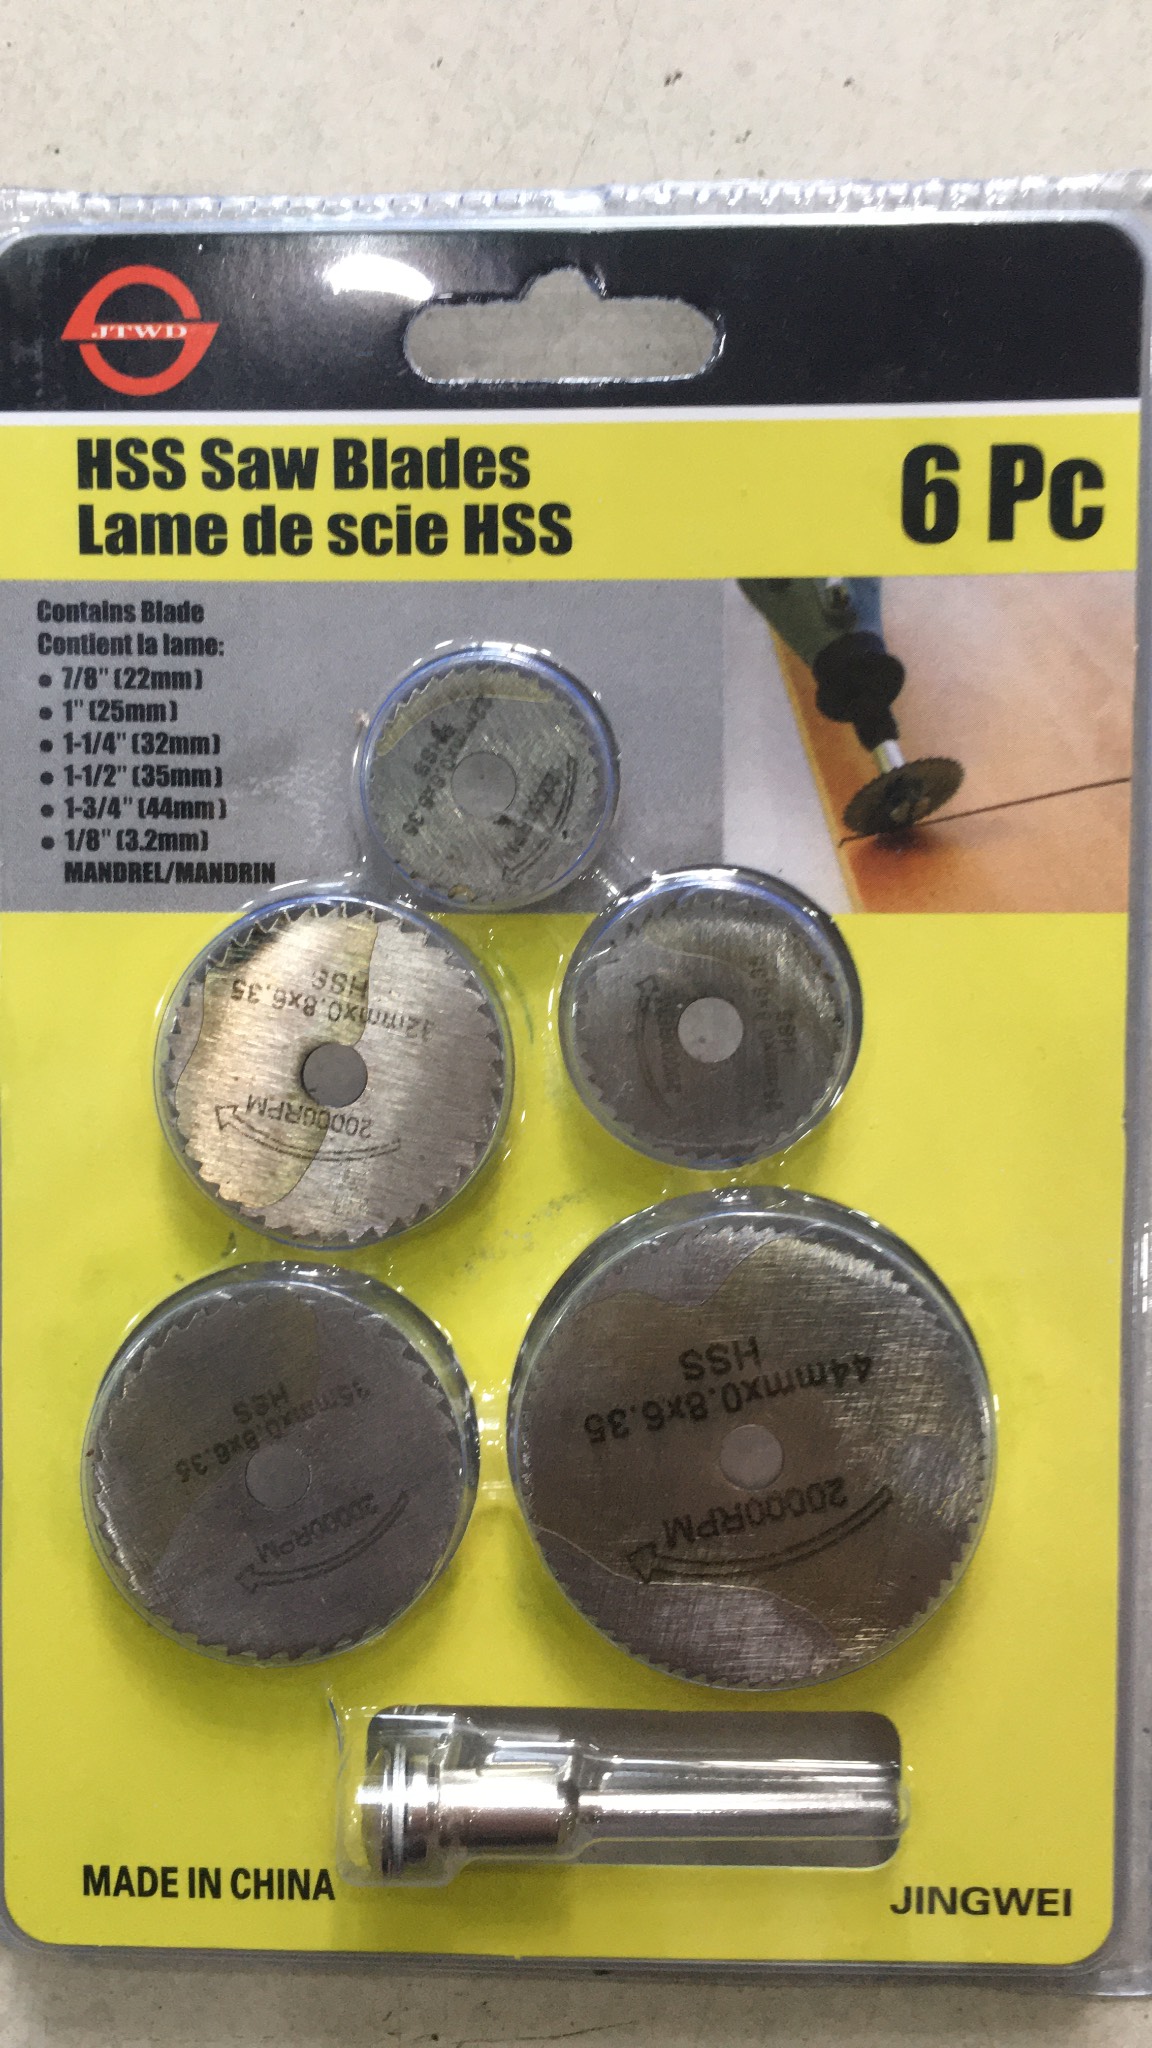 JTWD
HSS Saw Blades
Lame de scie HSS
6 Pc
Contains Blade
Contient la lame:
• 7/8" (22mm)
• 1" (25mm)
• 1-1/4" (32mm)
• 1-1/2" (35mm)
• 1-3/4" (44mm)
• 1/8" (3.2mm)
MANDREL/MANDRIN
HSS
20000RPM
HSS
32mmx0.8x6.35
20000RPM
HSS
HSS
35mmx0.8x6.35
20000RPM
HSS
44mmx0.8x6.35
20000RPM
MADE IN CHINA
JINGWEI